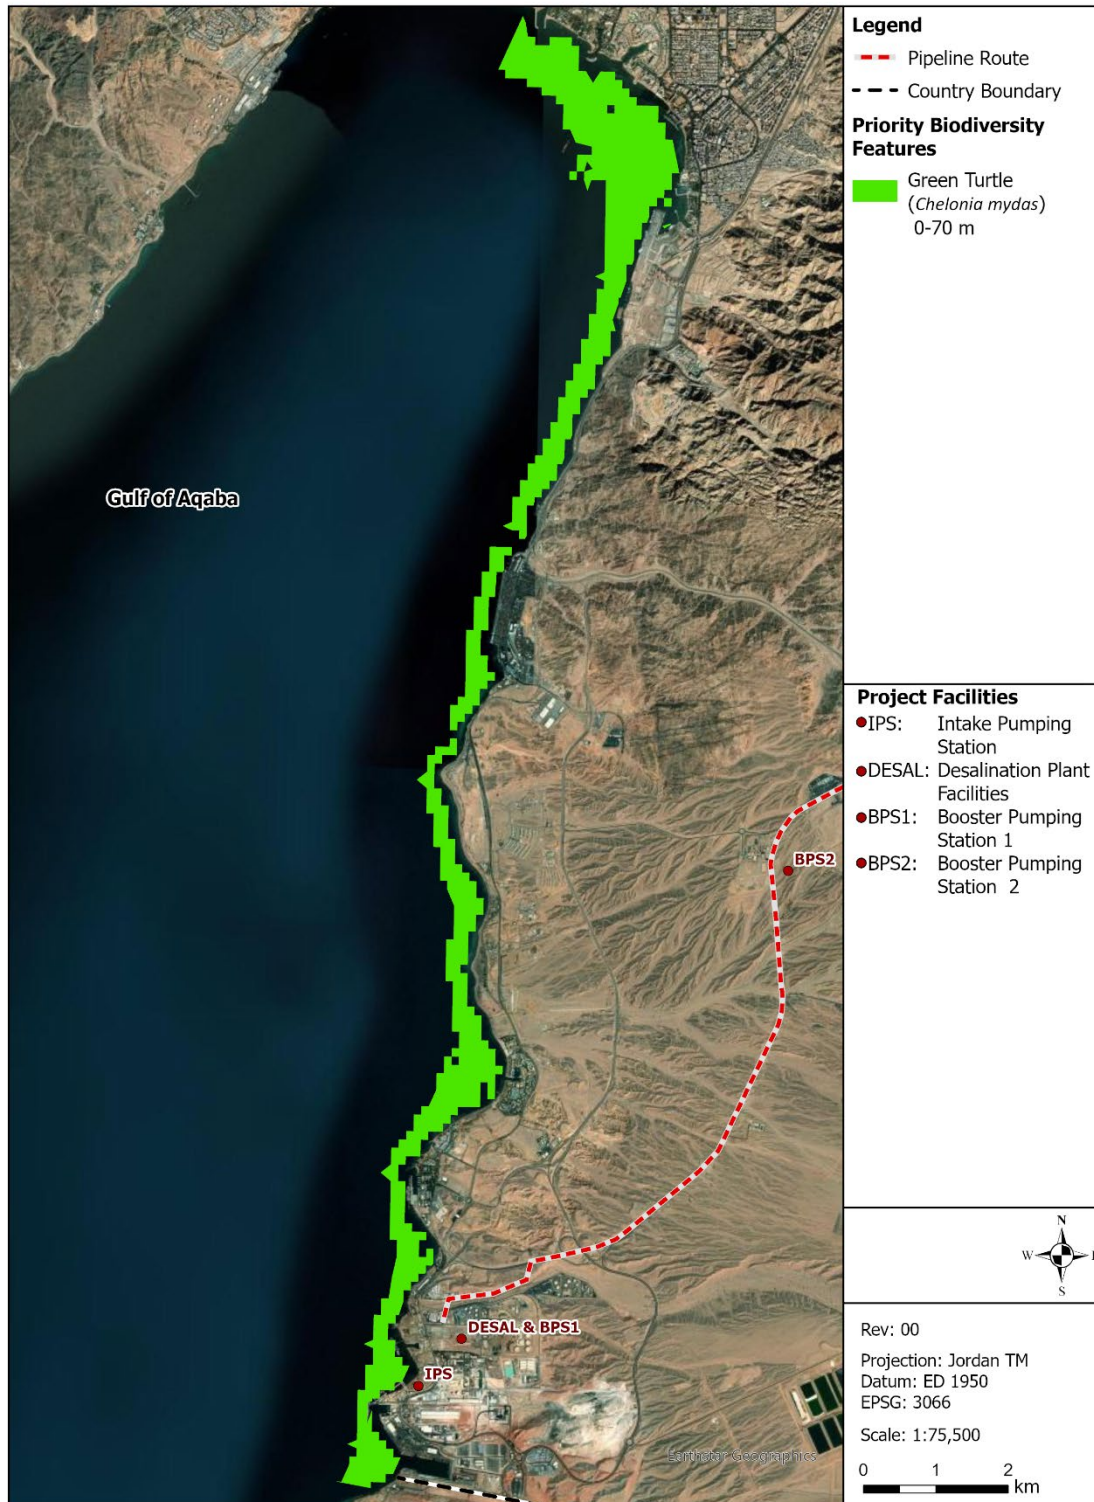 Legend
Pipeline Route
Country Boundary
Priority Biodiversity
Features
Green Turtle
(Chelonia mydas)
0-70 m
Gulf of Aqaba
BPS2
DESAL & BPS1
IPS
Earthstar Geographics
Project Facilities
IPS: Intake Pumping
Station
DESAL: Desalination Plant
Facilities
BPS1: Booster Pumping
Station 1
BPS2: Booster Pumping
Station 2
N
W E
S
Rev: 00
Projection: Jordan TM
Datum: ED 1950
EPSG: 3066
Scale: 1:75,500
0 1 2
km